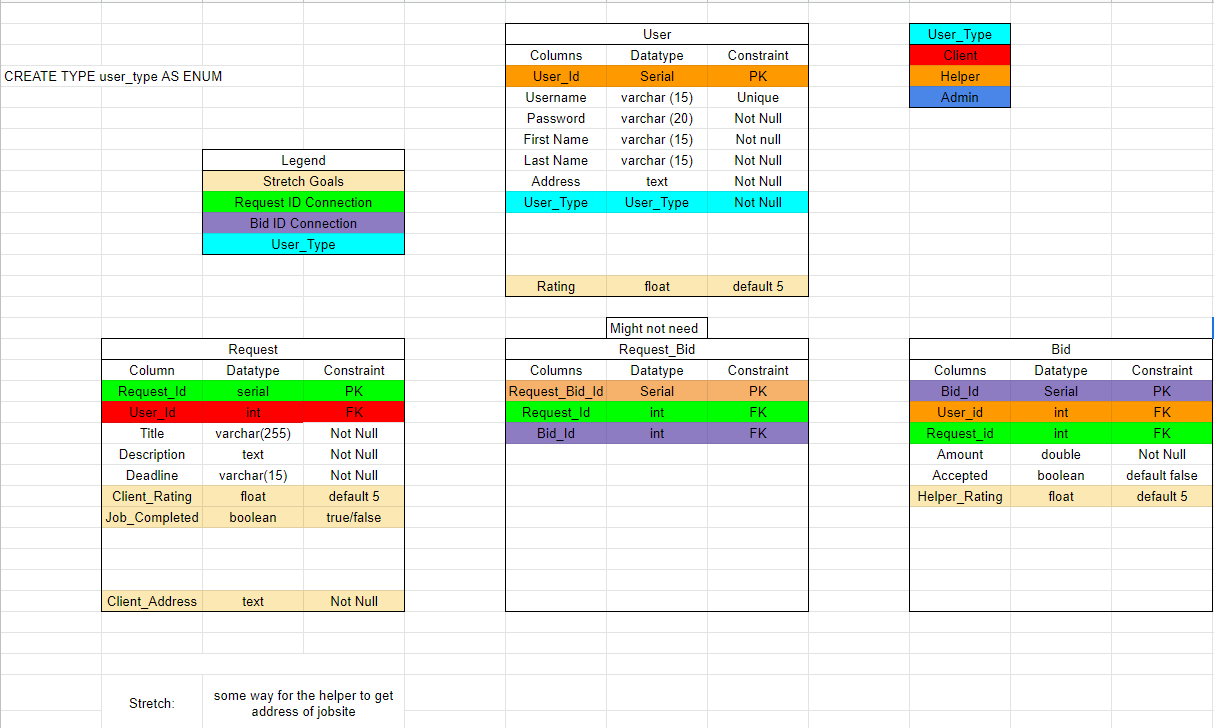 User
User_Type
Columns Datatype Constraint
Client
CREATE TYPE user_type AS ENUM
User_Id Serial PK
Helper
Username varchar (15) Unique
Admin
Password varchar (20) Not Null
First Name varchar (15) Not null
Last Name varchar (15) Not Null
Address text Not Null
User_Type User_Type Not Null
Rating float default 5
Legend
Stretch Goals
Request ID Connection
Bid ID Connection
User_Type
Request
Column Datatype Constraint
Request_Id serial PK
User_Id int FK
Title varchar(255) Not Null
Description text Not Null
Deadline varchar(15) Not Null
Client_Rating float default 5
Job_Completed boolean true/false
Client_Address text Not Null
Might not need
Request_Bid
Columns Datatype Constraint
Request_Bid_Id Serial PK
Request_Id int FK
Bid_Id int FK
Bid
Columns Datatype Constraint
Bid_Id Serial PK
User_id int FK
Request_id int FK
Amount double Not Null
Accepted boolean default false
Helper_Rating float default 5
Stretch:
some way for the helper to get
address of jobsite